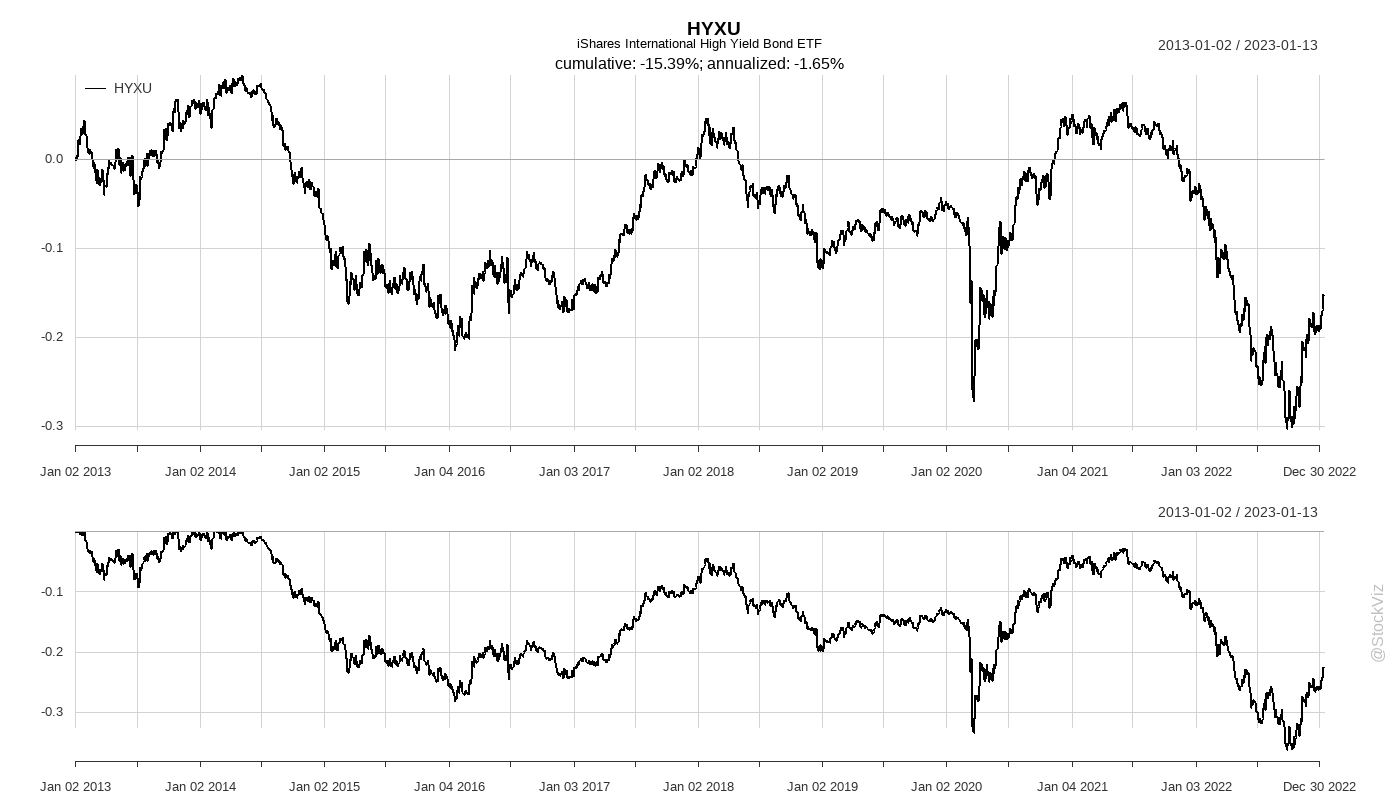 HYXU
iShares International High Yield Bond ETF
cumulative: -15.39%; annualized: -1.65%
2013-01-02 / 2023-01-13
HYXU
0.0
-0.1
-0.2
-0.3
Jan 02 2013 Jan 02 2014 Jan 02 2015 Jan 04 2016 Jan 03 2017 Jan 02 2018 Jan 02 2019 Jan 02 2020 Jan 04 2021 Jan 03 2022 Dec 30 2022
2013-01-02 / 2023-01-13
-0.1
-0.2
-0.3
Jan 02 2013 Jan 02 2014 Jan 02 2015 Jan 04 2016 Jan 03 2017 Jan 02 2018 Jan 02 2019 Jan 02 2020 Jan 04 2021 Jan 03 2022 Dec 30 2022
@StockViz